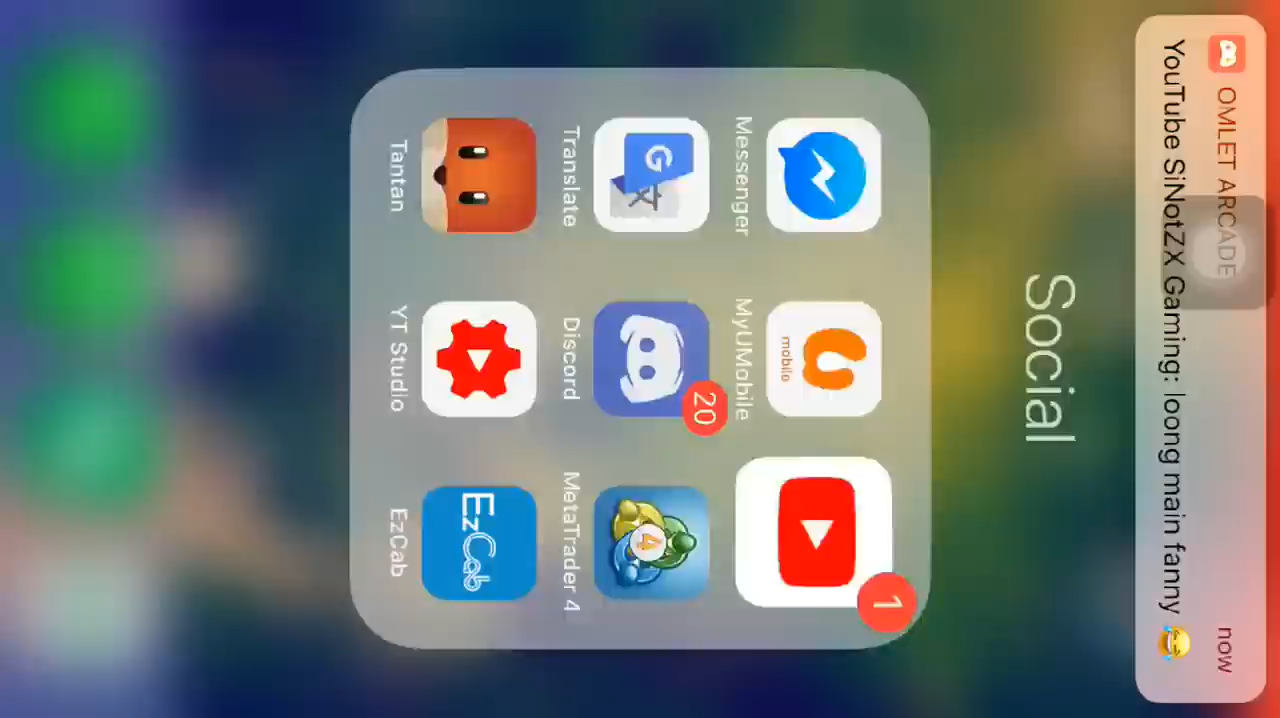 OMLET ARCADE
now
YouTube SiNotZX Gaming: loong main fanny 😂
Social
mobile
1
Messenger
MyUMobile
G
20
4
Translate
Discord
MetaTrader 4
EzCab
Tantan
YT Studio
EzCab